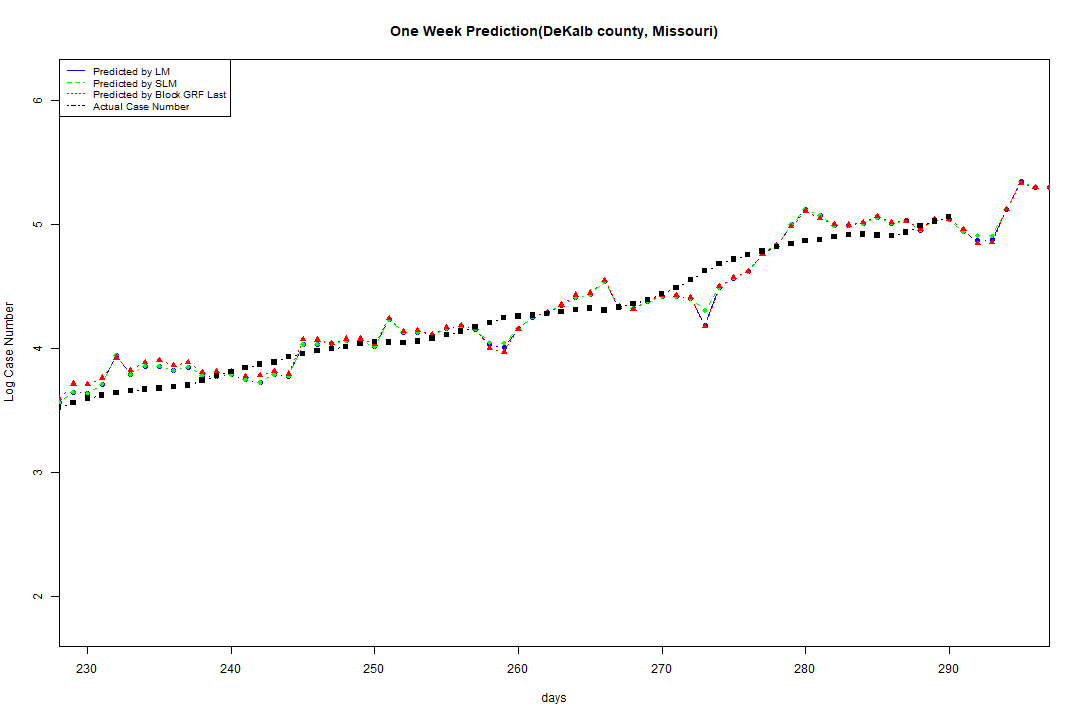 One Week Prediction(DeKalb county, Missouri)
Predicted by LM
Predicted by SLM
Predicted by Block GRF Last
Actual Case Number
6
5
4
3
2
Log Case Number
230 240 250 260 270 280 290
days